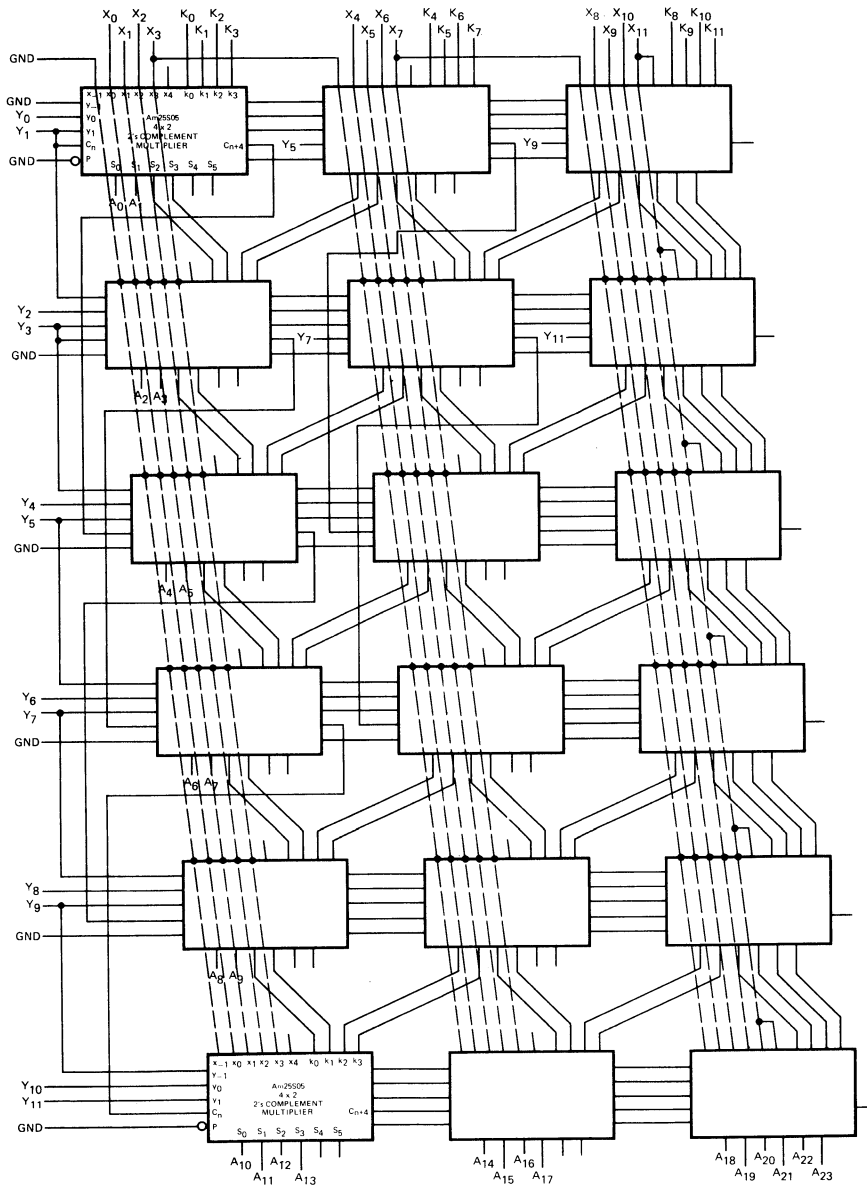 X0 X1 X2 X3 K0 K1 K2 K3 X4 X5 X6 X7 K4 K5 K6 K7 X8 X9 X10 X11 K8 K9 K10 K11
GND
x−1 x0 x1 x2 x3 x4 k0 k1 k2 k3
GND y−1
Y0 y0 Am25S05
4 x 2
Y1 y1 2's COMPLEMENT
Cn MULTIPLIER Cn+4 Y5 Y9
GND P S0 S1 S2 S3 S4 S5
A0 A1
Y2
Y3 Y7 Y11
GND
A2 A3
Y4
Y5
GND
A4 A5
Y6
Y7
GND
A6 A7
Y8
Y9
GND
A8 A9
x−1 x0 x1 x2 x3 x4 k0 k1 k2 k3
y−1
Y10 y0 Am25S05
4 x 2
Y11 y1 2's COMPLEMENT
Cn MULTIPLIER Cn+4
GND P S0 S1 S2 S3 S4 S5
A10 A11 A12 A13 A14 A15 A16 A17 A18 A19 A20 A21 A22 A23